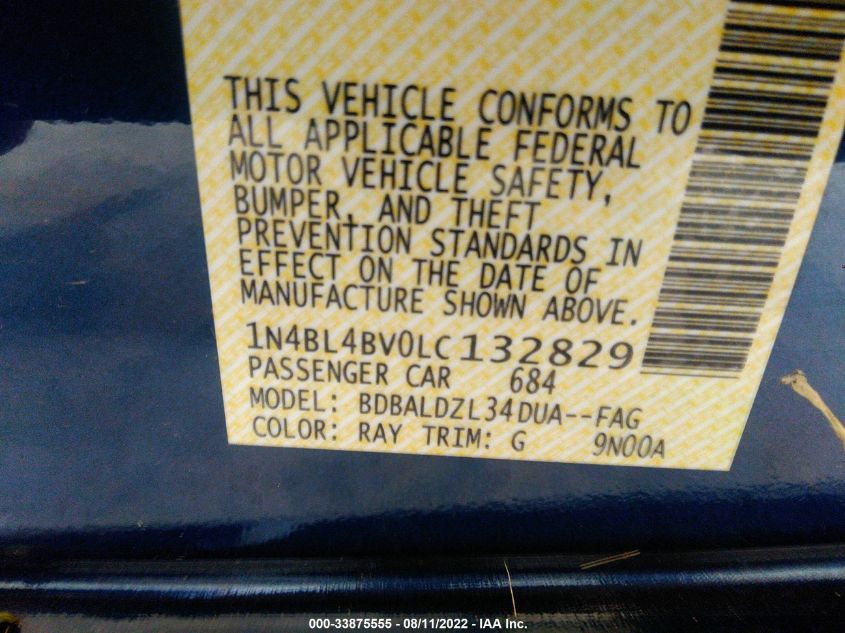 THIS VEHICLE CONFORMS TO
ALL APPLICABLE FEDERAL
MOTOR VEHICLE SAFETY,
BUMPER, AND THEFT
PREVENTION STANDARDS IN
EFFECT ON THE DATE OF
MANUFACTURE SHOWN ABOVE.
1N4BL4BV0LC132829
PASSENGER CAR 684
MODEL: BDBALDZL34DUA--FAG
COLOR: RAY TRIM: G 9N00A
000-33875555 - 08/11/2022 - IAA Inc.